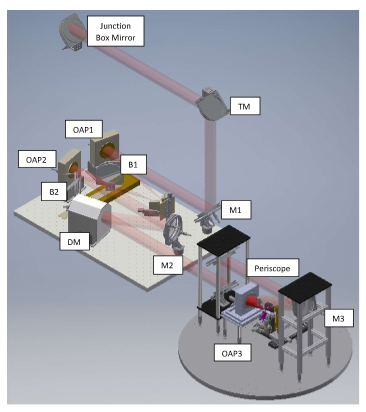 Junction
Box Mirror
TM
OAP1
OAP2
B1
B2
M1
DM
M2
Periscope
M3
OAP3